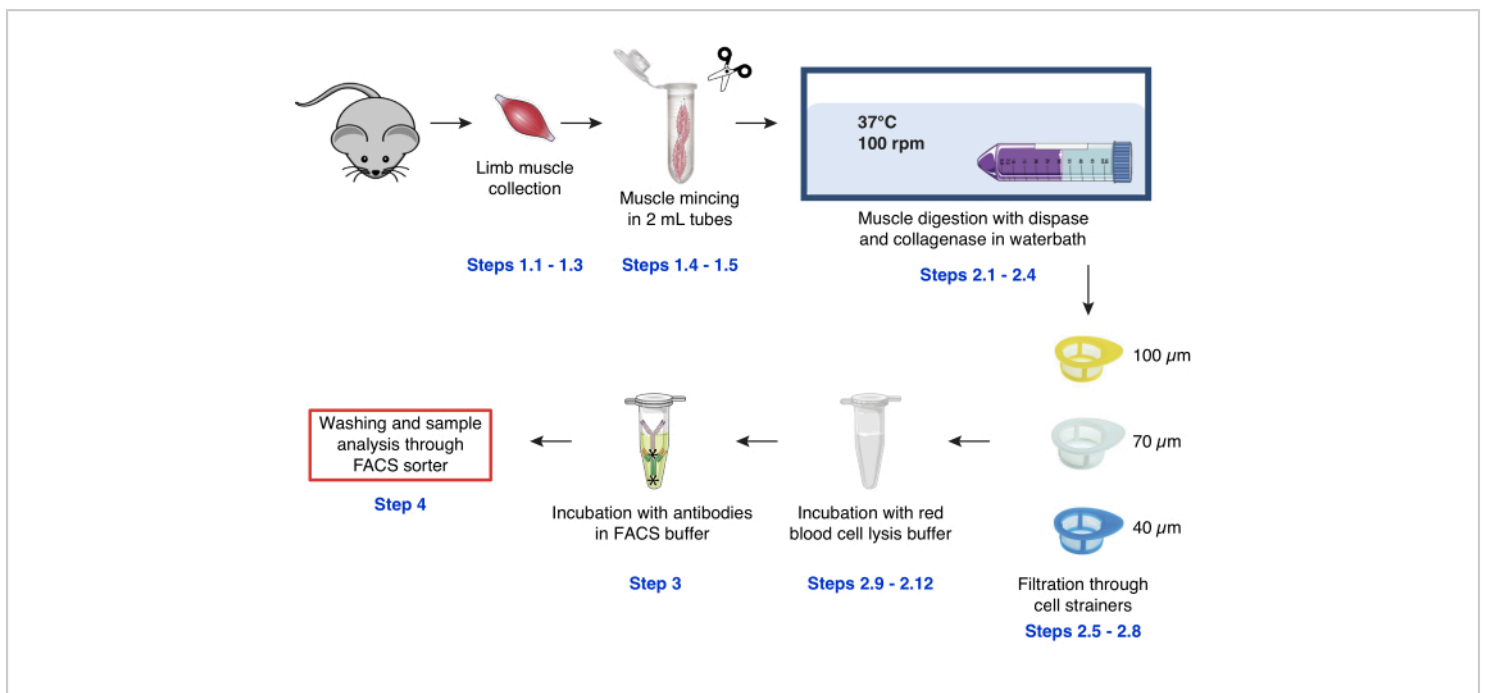 Limb muscle
collection
Steps 1.1 - 1.3
Muscle mincing
in 2 mL tubes
Steps 1.4 - 1.5
37°C
100 rpm
Muscle digestion with dispase
and collagenase in waterbath
Steps 2.1 - 2.4
100 µm
70 µm
40 µm
Filtration through
cell strainers
Steps 2.5 - 2.8
Incubation with red
blood cell lysis buffer
Steps 2.9 - 2.12
Incubation with antibodies
in FACS buffer
Step 3
Washing and sample
analysis through
FACS sorter
Step 4